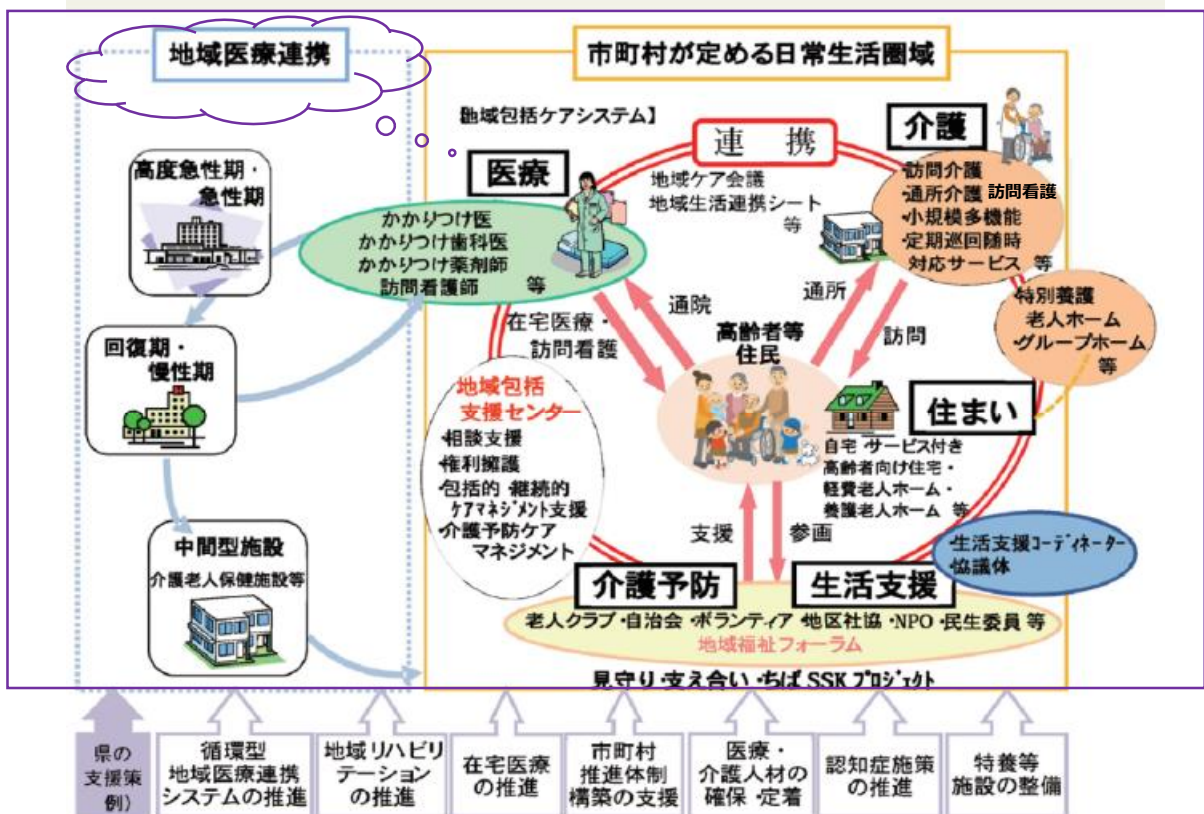 地域医療連携
市町村が定める日常生活圏域
【地域包括ケアシステム】
連 携
介護
医療
地域ケア会議
地域生活連携シート
等
・訪問介護
・通所介護 訪問看護
・小規模多機能
・定期巡回随時
対応サービス 等
高度急性期・
急性期
かかりつけ医
かかりつけ歯科医
かかりつけ薬剤師
訪問看護師 等
・特別養護
老人ホーム
・グループホーム
等
通院
通所
訪問
在宅医療・
訪問看護
高齢者等
住民
回復期・
慢性期
地域包括
支援センター
・相談支援
・権利擁護
・包括的・継続的
ケアマネジメント支援
・介護予防ケア
マネジメント
住まい
自宅・サービス付き
高齢者向け住宅・
軽費老人ホーム・
養護老人ホーム 等
支援
参画
・生活支援コーディネーター
・協議体
中間型施設
介護老人保健施設等
介護予防
生活支援
老人クラブ・自治会・ボランティア・地区社協・NPO・民生委員 等
地域福祉フォーラム
見守り・支え合い・ちばSSKプロジェクト
県の
支援策
例)
循環型
地域医療連携
システムの推進
地域リハビリ
テーション
の推進
在宅医療
の推進
市町村
推進体制
構築の支援
医療・
介護人材の
確保・定着
認知症施策
の推進
特養等
施設の整備